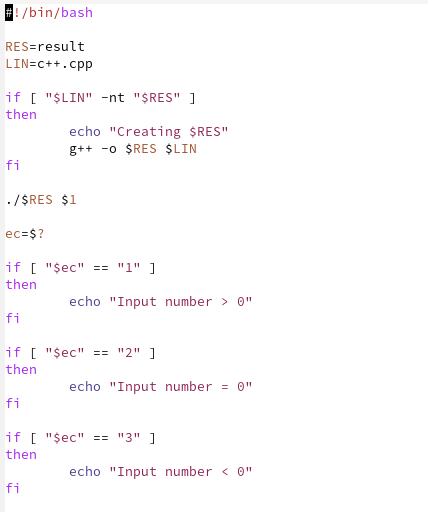 #!/bin/bash
RES=result
LIN=c++.cpp
if [ "$LIN" -nt "$RES" ]
then
echo "Creating $RES"
g++ -o $RES $LIN
fi
./$RES $1
ec=$?
if [ "$ec" == "1" ]
then
echo "Input number > 0"
fi
if [ "$ec" == "2" ]
then
echo "Input number = 0"
fi
if [ "$ec" == "3" ]
then
echo "Input number < 0"
fi